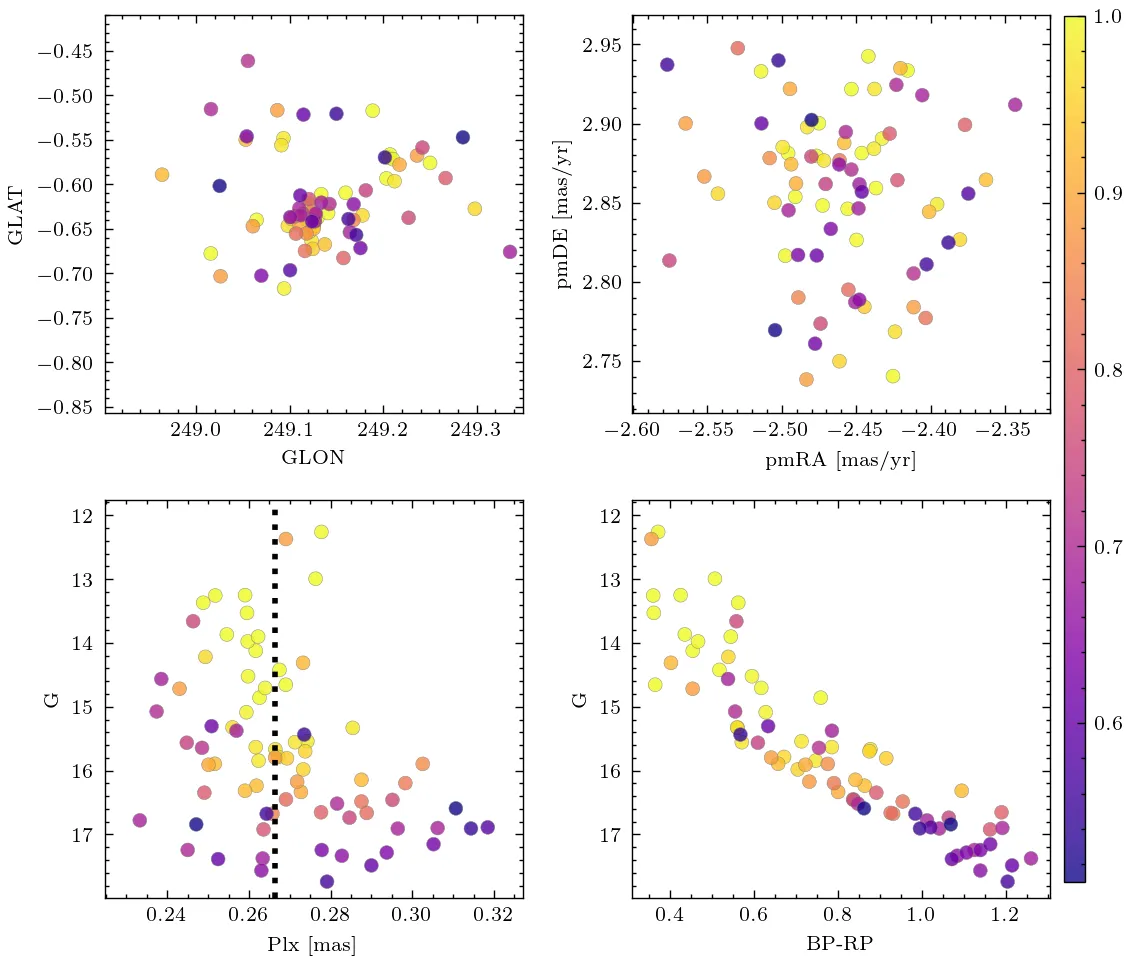 −0.45
−0.50
−0.55
−0.60
−0.65
−0.70
−0.75
−0.80
−0.85
GLAT
249.0 249.1 249.2 249.3
GLON
2.95
2.90
2.85
2.80
2.75
pmDE [mas/yr]
−2.60 −2.55 −2.50 −2.45 −2.40 −2.35
pmRA [mas/yr]
12
13
14
15
16
17
G
0.24 0.26 0.28 0.30 0.32
Plx [mas]
12
13
14
15
16
17
G
0.4 0.6 0.8 1.0 1.2
BP-RP
1.0
0.9
0.8
0.7
0.6